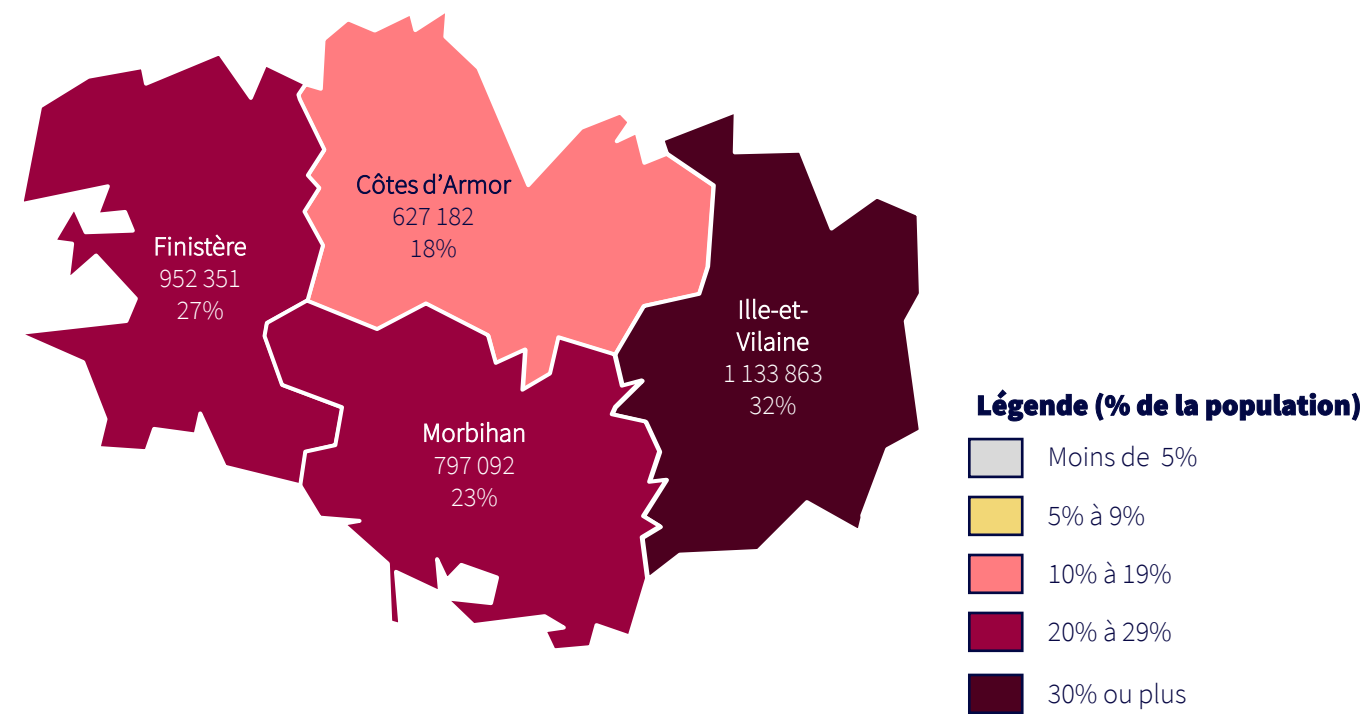 Côtes d’Armor
627 182
18%
Finistère
952 351
27%
Ille-et-
Vilaine
1 133 863
32%
Morbihan
797 092
23%
Légende (% de la population)
Moins de 5%
5% à 9%
10% à 19%
20% à 29%
30% ou plus